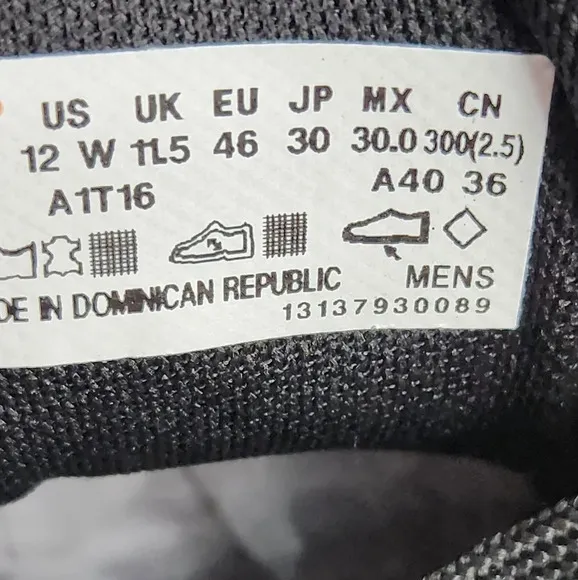 US UK EU JP MX CN
12 W 11.5 46 30 30.0 300(2.5)
A1T16 A40 36
DE IN DOMINICAN REPUBLIC MENS
13137930089